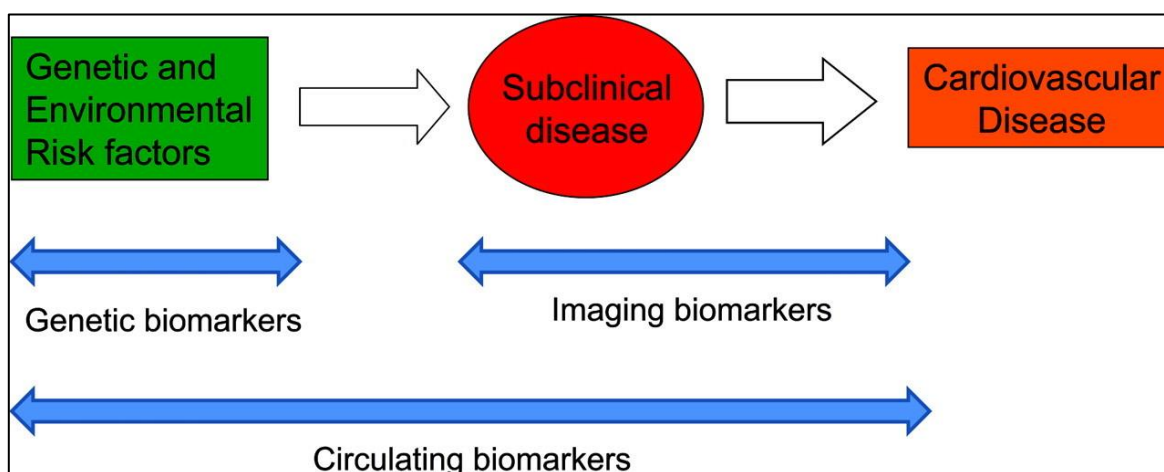 Genetic and
Environmental
Risk factors
Subclinical
disease
Cardiovascular
Disease
Genetic biomarkers
Imaging biomarkers
Circulating biomarkers